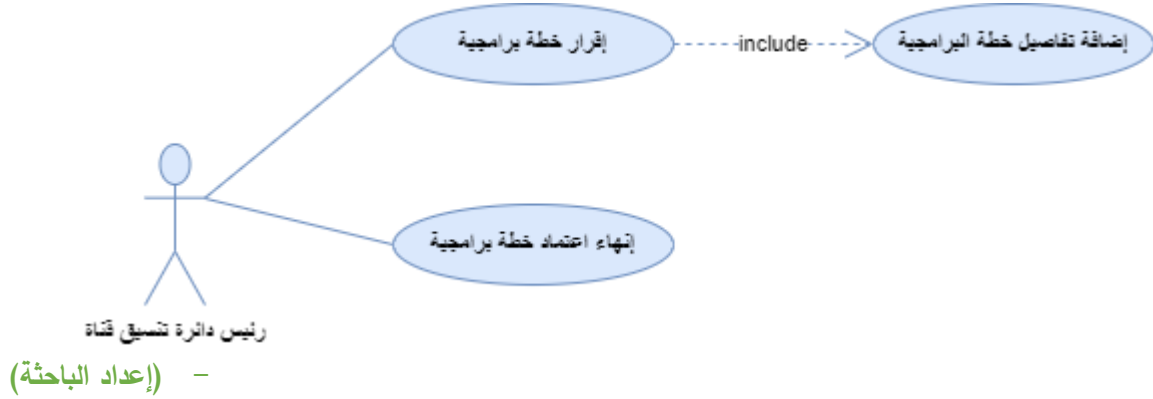 إقرار خطة برامجية
include
إضافة تفاصيل خطة البرامجية
إنهاء اعتماد خطة برامجية
رئيس دائرة تنسيق قناة
- (إعداد الباحثة)